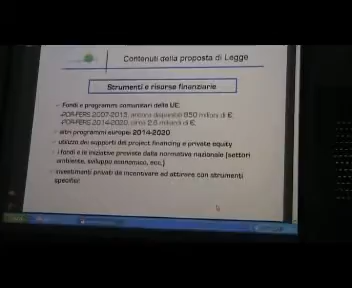 Contenuti della proposta di Legge
Strumenti e risorse finanziarie
Fondi e programmi comunitari della UE:
-POR-FERS 2007-2013, ancora disponibili 850 milioni di €;
-POR-FERS 2014-2020, circa 2,5 miliardi di €,
altri programmi europei 2014-2020
utilizzo dei supporti del project financing e private equity
i fondi e le iniziative previste dalla normativa nazionale (settori
ambiente, sviluppo economico, ecc.)
investimenti privati da incentivare ed attirare con strumenti
specifici